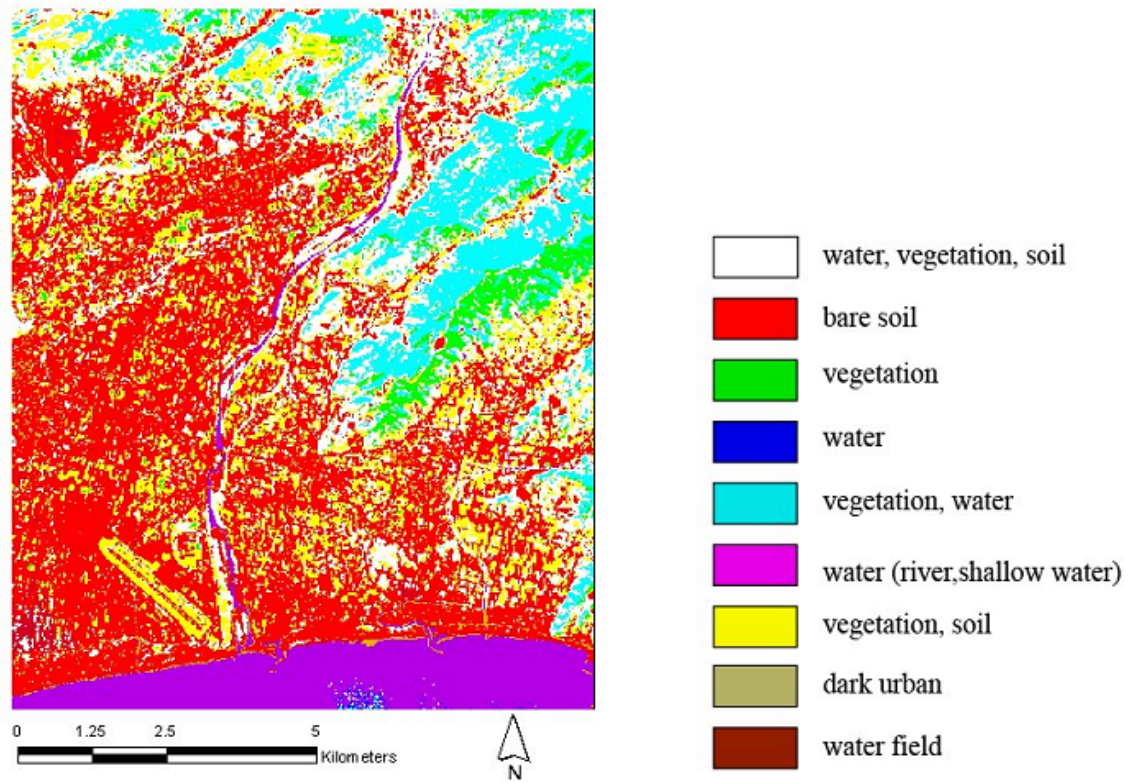 water, vegetation, soil
bare soil
vegetation
water
vegetation, water
water (river,shallow water)
vegetation, soil
dark urban
water field
0 1.25 2.5 5
Kilometers
N